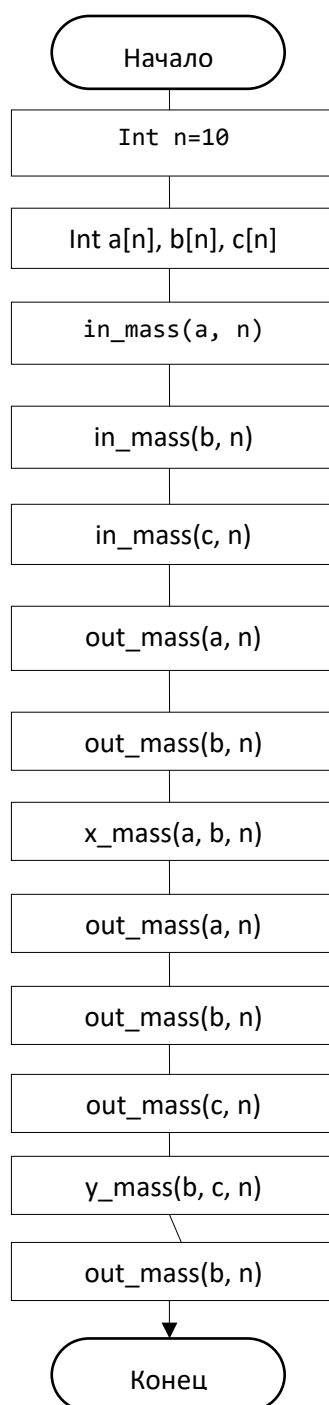 Начало
Int n=10
Int a[n], b[n], c[n]
in_mass(a, n)
in_mass(b, n)
in_mass(c, n)
out_mass(a, n)
out_mass(b, n)
x_mass(a, b, n)
out_mass(a, n)
out_mass(b, n)
out_mass(c, n)
y_mass(b, c, n)
out_mass(b, n)
Конец